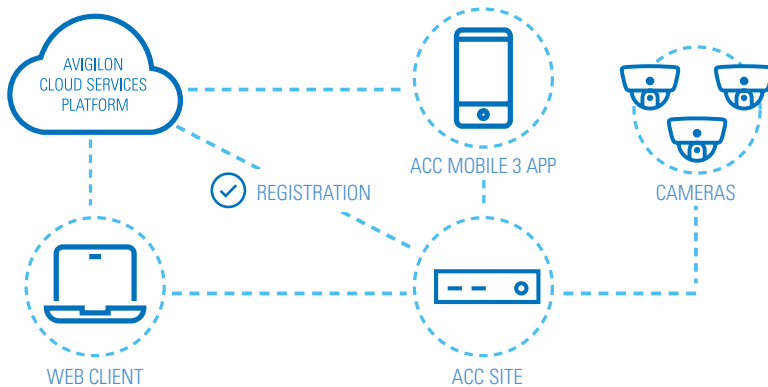 AVIGILON
CLOUD SERVICES
PLATFORM
ACC MOBILE 3 APP
CAMERAS
REGISTRATION
WEB CLIENT
ACC SITE